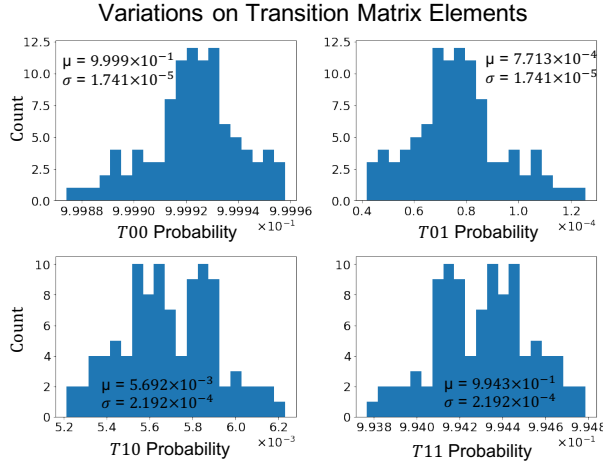 Variations on Transition Matrix Elements
12.5
10.0
7.5
5.0
2.5
0.0
Count
μ = 9.999×10⁻¹
σ = 1.741×10⁻⁵
9.9988 9.9990 9.9992 9.9994 9.9996
×10⁻¹
T00 Probability
12.5
10.0
7.5
5.0
2.5
0.0
μ = 7.713×10⁻⁴
σ = 1.741×10⁻⁵
0.4 0.6 0.8 1.0 1.2
×10⁻⁴
T01 Probability
10
8
6
4
2
0
Count
μ = 5.692×10⁻³
σ = 2.192×10⁻⁴
5.2 5.4 5.6 5.8 6.0 6.2
×10⁻³
T10 Probability
10
8
6
4
2
0
μ = 9.943×10⁻¹
σ = 2.192×10⁻⁴
9.938 9.940 9.942 9.944 9.946 9.948
×10⁻¹
T11 Probability